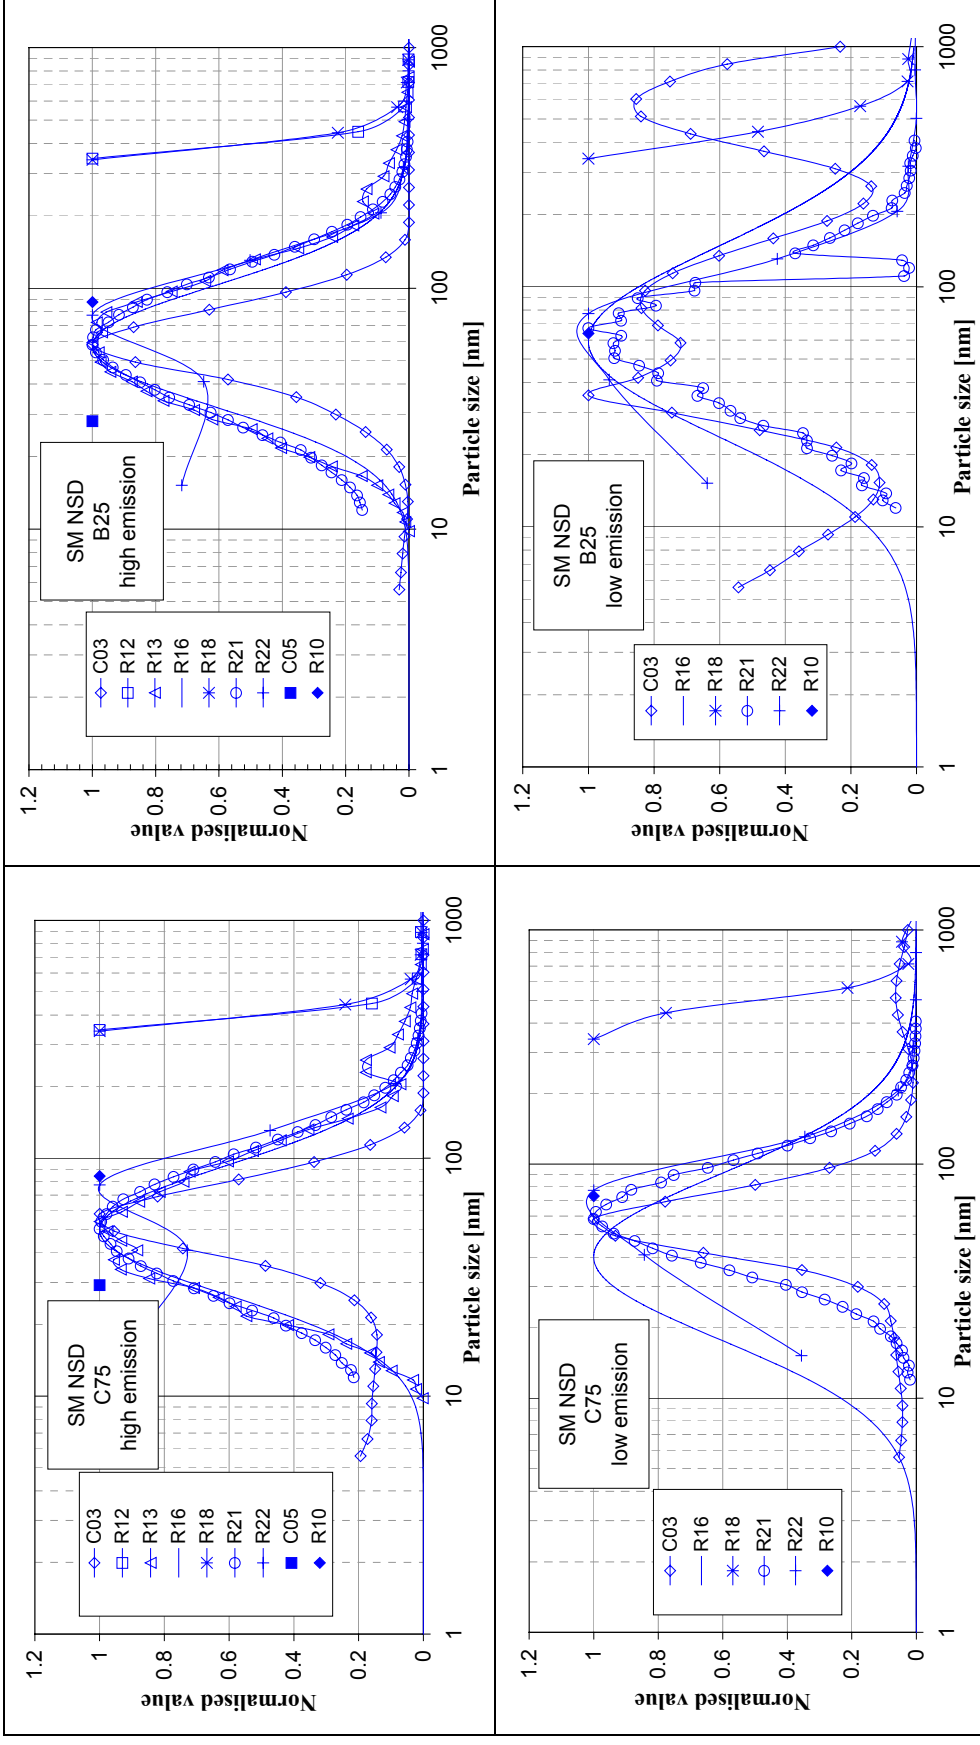 SM NSD
C75
high emission
C03
R12
R13
R16
R18
R21
R22
C05
R10
Normalised value
1.2
1
0.8
0.6
0.4
0.2
0
1
10
100
1000
Particle size [nm]
SM NSD
B25
high emission
C03
R12
R13
R16
R18
R21
R22
C05
R10
Normalised value
1.2
1
0.8
0.6
0.4
0.2
0
1
10
100
1000
Particle size [nm]
SM NSD
C75
low emission
C03
R16
R18
R21
R22
R10
Normalised value
1.2
1
0.8
0.6
0.4
0.2
0
1
10
100
1000
Particle size [nm]
SM NSD
B25
low emission
C03
R16
R18
R21
R22
R10
Normalised value
1.2
1
0.8
0.6
0.4
0.2
0
1
10
100
1000
Particle size [nm]